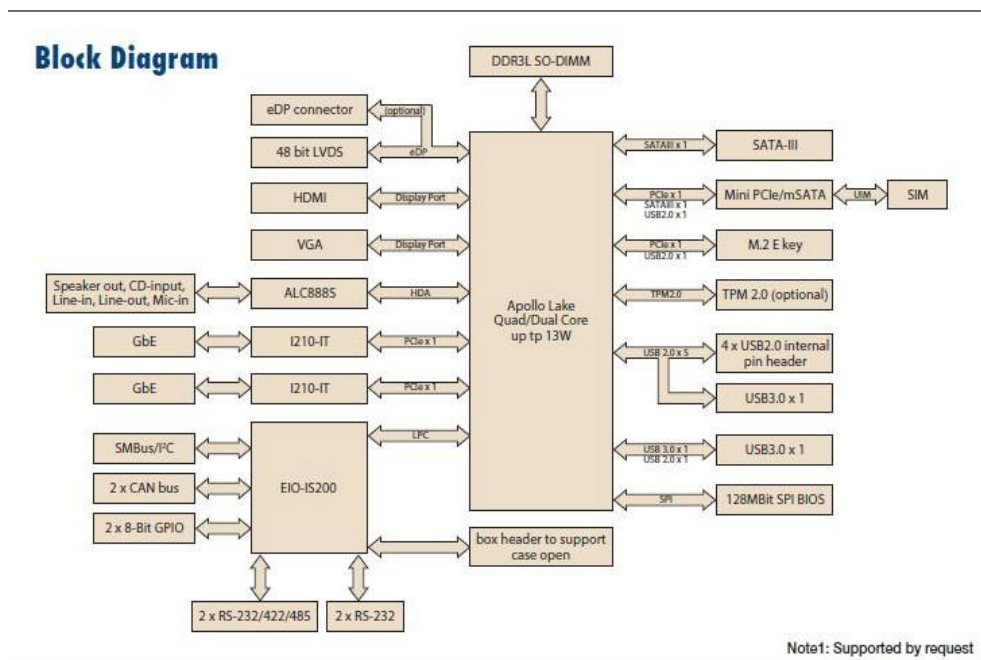 Block Diagram
DDR3L SO-DIMM
eDP connector
(optional)
48 bit LVDS
eDP
SATAIII x 1
SATA-III
HDMI
Display Port
PCIe x 1
SATAIII x 1
USB2.0 x 1
Mini PCIe/mSATA
UIM
SIM
VGA
Display Port
PCIe x 1
USB2.0 x 1
M.2 E key
Speaker out, CD-input,
Line-in, Line-out, Mic-in
ALC888S
HDA
Apollo Lake
Quad/Dual Core
up tp 13W
TPM2.0
TPM 2.0 (optional)
GbE
I210-IT
PCIe x 1
USB 2.0 x 5
4 x USB2.0 internal
pin header
GbE
I210-IT
PCIe x 1
USB3.0 x 1
LPC
SMBus/I²C
USB 3.0 x 1
USB 2.0 x 1
USB3.0 x 1
2 x CAN bus
EIO-IS200
SPI
128MBit SPI BIOS
2 x 8-Bit GPIO
box header to support
case open
2 x RS-232/422/485
2 x RS-232
Note1: Supported by request